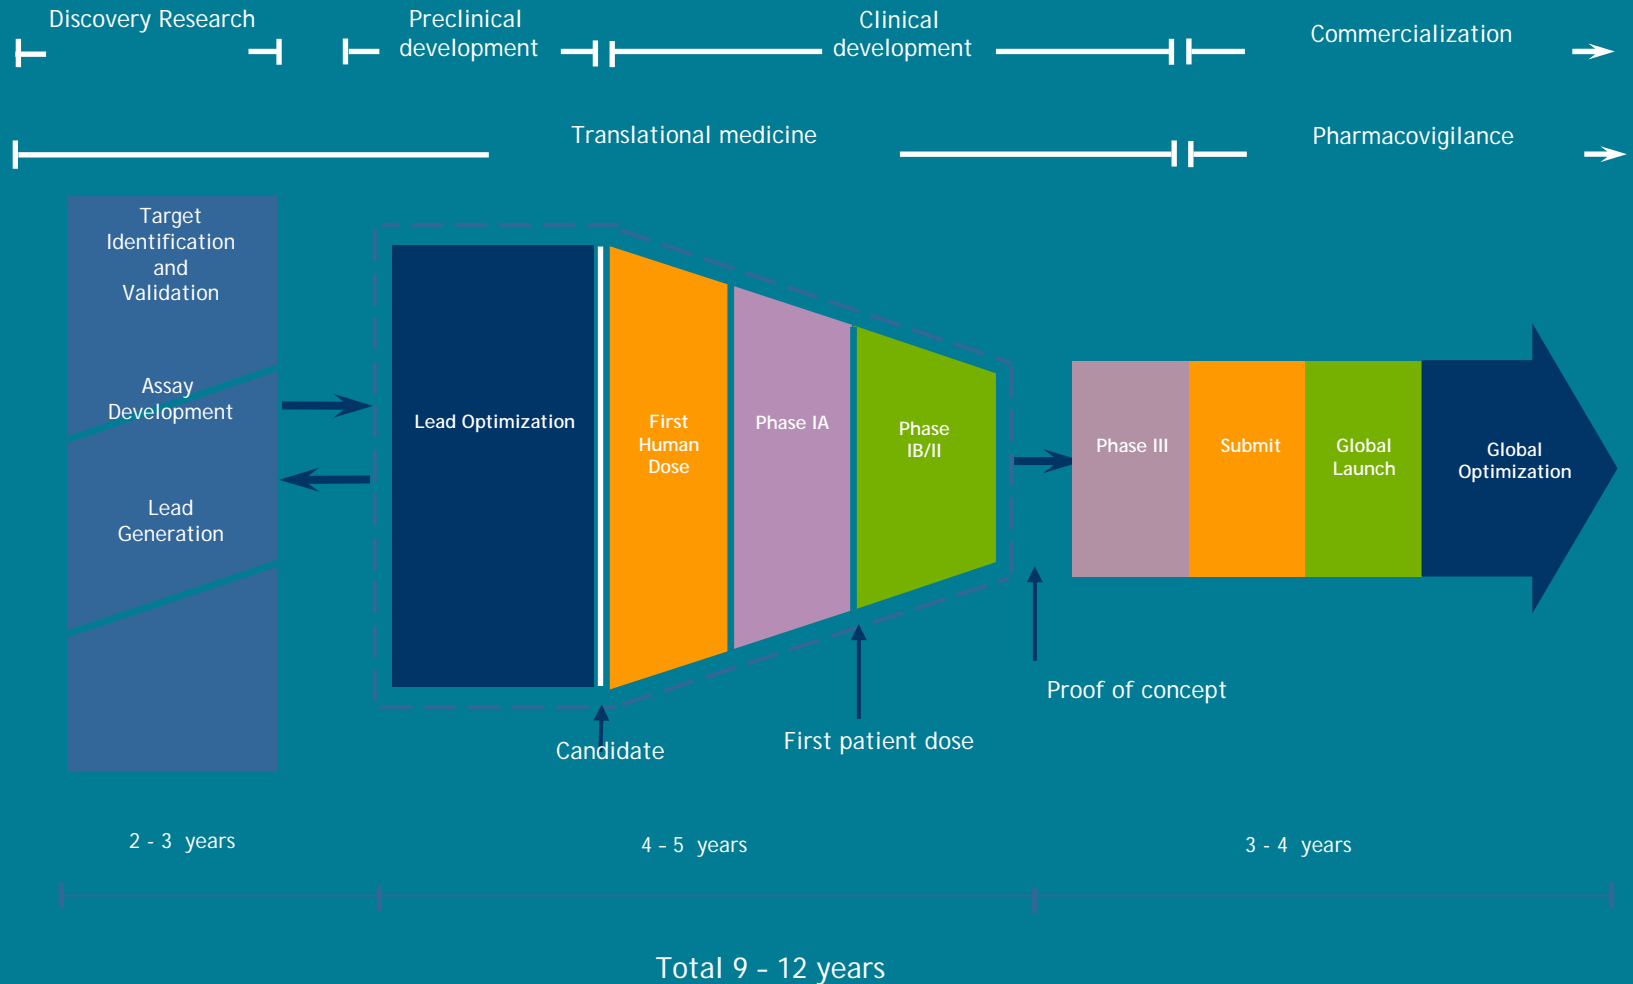 Discovery Research
Preclinical
development
Clinical
development
Commercialization
Translational medicine
Pharmacovigilance
Target
Identification
and
Validation
Assay
Development
Lead
Generation
Lead Optimization
First
Human
Dose
Phase IA
Phase
IB/II
Phase III
Submit
Global
Launch
Global
Optimization
Candidate
First patient dose
Proof of concept
2 - 3 years
4 – 5 years
3 - 4 years
Total 9 – 12 years